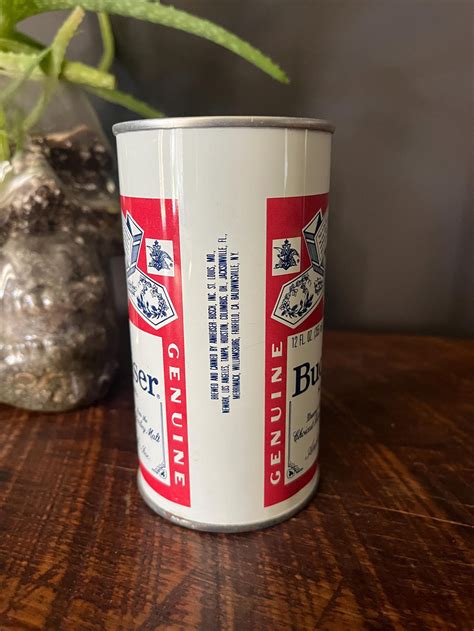 BREWED AND CANNED BY ANHEUSER-BUSCH, INC. ST. LOUIS, MO.,
NEWARK, LOS ANGELES, TAMPA, HOUSTON, COLUMBUS, OH., JACKSONVILLE, FL.,
MERRIMACK, WILLIAMSBURG, FAIRFIELD, CA. BALDWINSVILLE, N.Y.
GENUINE
ser®
GENUINE
12 FL. OZ.
Bu